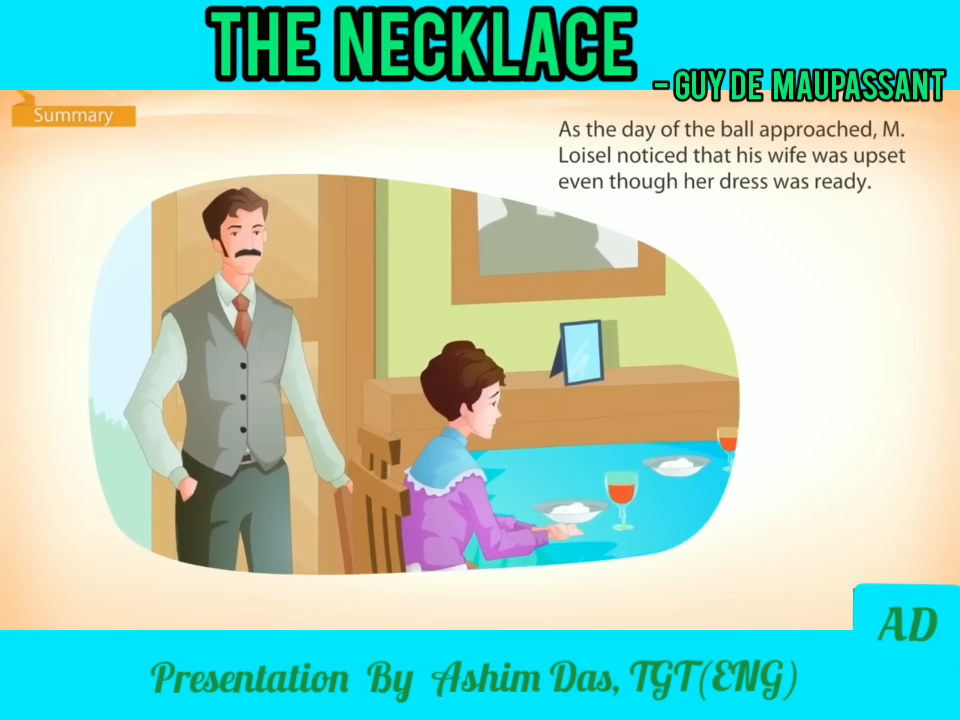 THE NECKLACE
– GUY DE MAUPASSANT
Summary
As the day of the ball approached, M.
Loisel noticed that his wife was upset
even though her dress was ready.
AD
Presentation By Ashim Das, TGT(ENG)